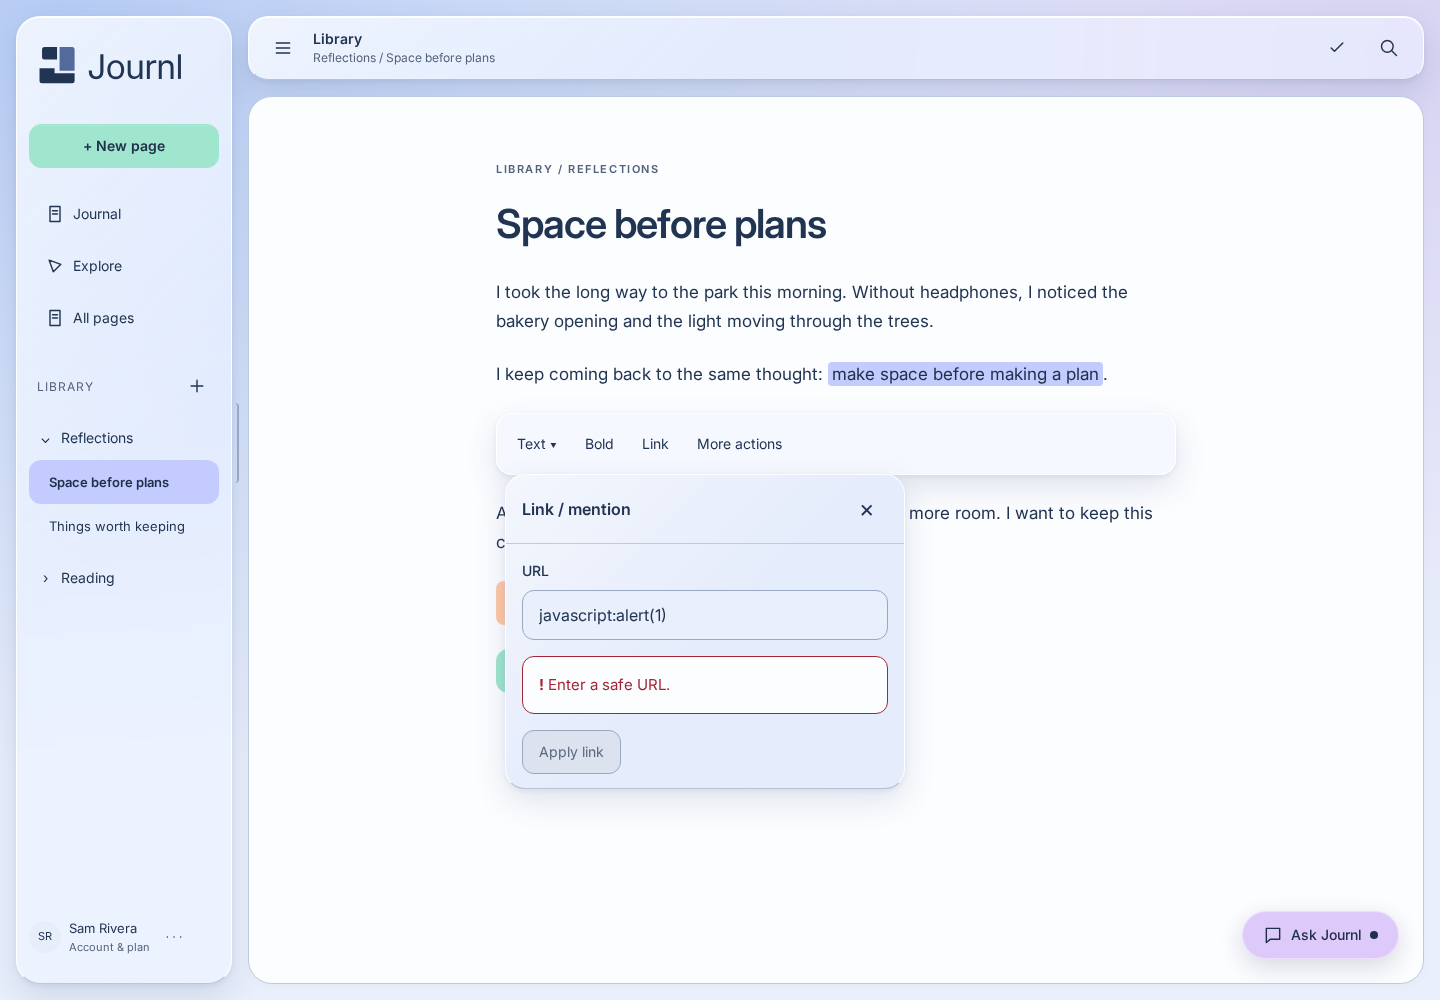 Journl
+ New page
Journal
Explore
All pages
LIBRARY
Reflections
Space before plans
Things worth keeping
Reading
SR
Sam Rivera
Account & plan
Library
Reflections / Space before plans
LIBRARY / REFLECTIONS
Space before plans
I took the long way to the park this morning. Without headphones, I noticed the
bakery opening and the light moving through the trees.
I keep coming back to the same thought: make space before making a plan.
Text
Bold
Link
More actions
more room. I want to keep this
Link / mention
URL
javascript:alert(1)
! Enter a safe URL.
Apply link
Ask Journl